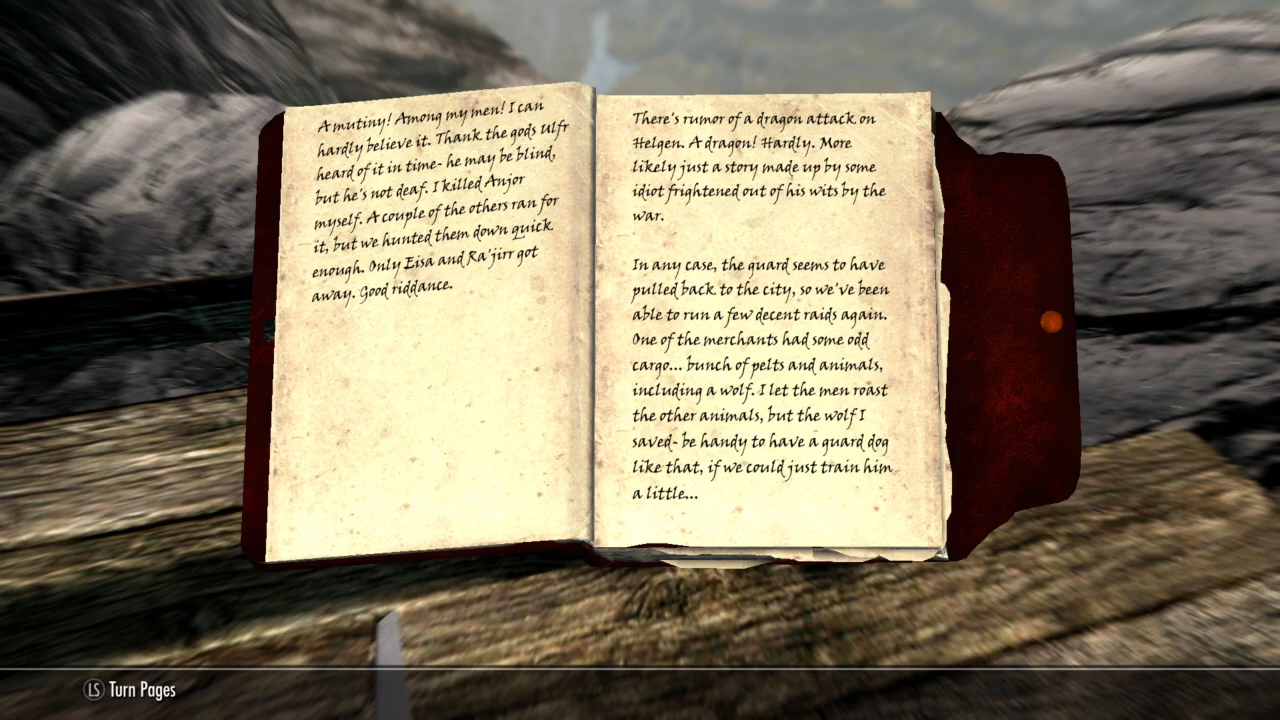 A mutiny! Among my men! I can
hardly believe it. Thank the gods Ulfr
heard of it in time- he may be blind,
but he's not deaf. I killed Anjor
myself. A couple of the others ran for
it, but we hunted them down quick
enough. Only Eisa and Ra'jirr got
away. Good riddance.
There's rumor of a dragon attack on
Helgen. A dragon! Hardly. More
likely just a story made up by some
idiot frightened out of his wits by the
war.
In any case, the guard seems to have
pulled back to the city, so we've been
able to run a few decent raids again.
One of the merchants had some odd
cargo... bunch of pelts and animals,
including a wolf. I let the men roast
the other animals, but the wolf I
saved- be handy to have a guard dog
like that, if we could just train him
a little...
LS Turn Pages